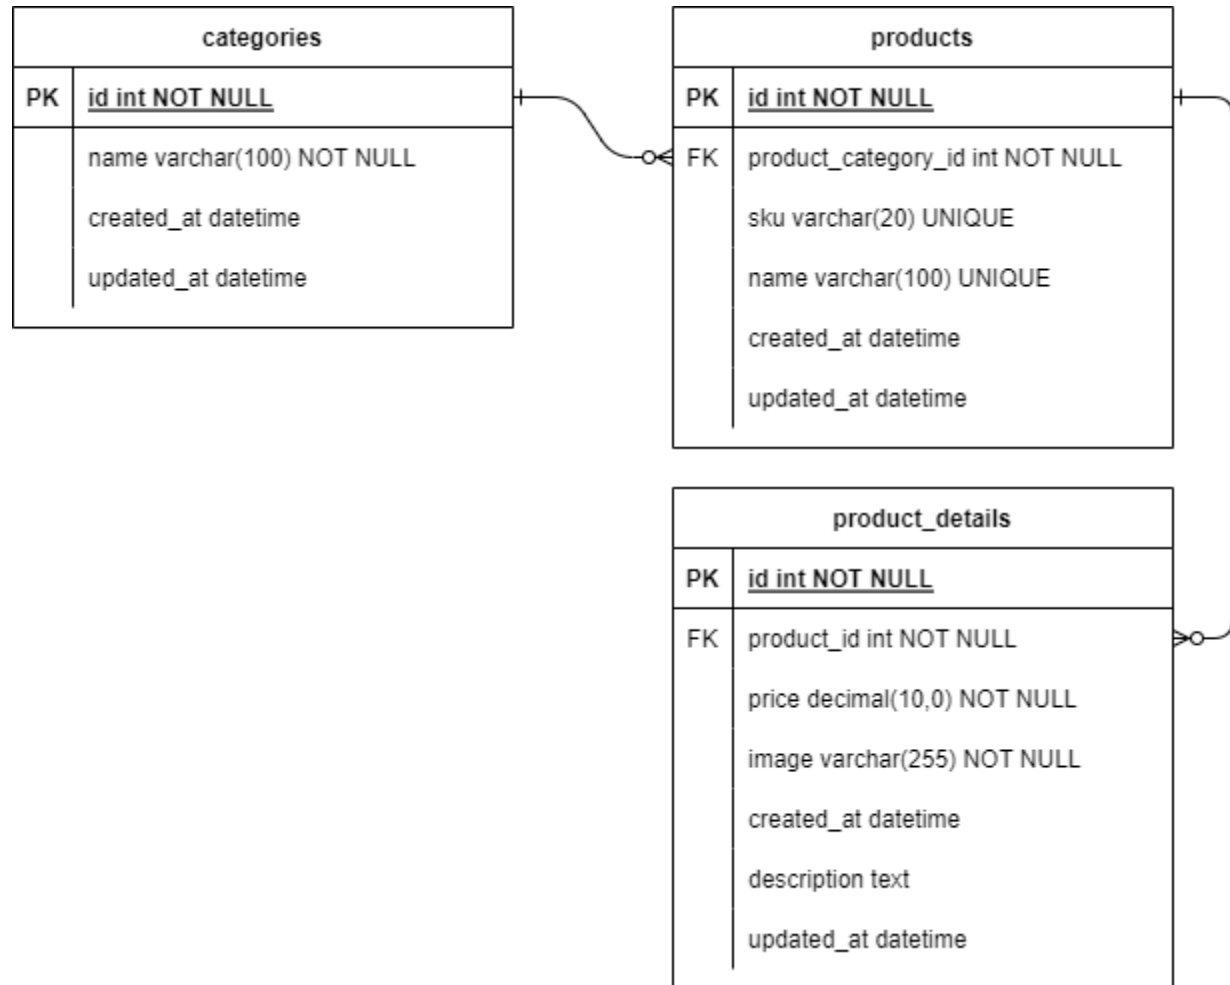 categories
PK id int NOT NULL
name varchar(100) NOT NULL
created_at datetime
updated_at datetime
products
PK id int NOT NULL
FK product_category_id int NOT NULL
sku varchar(20) UNIQUE
name varchar(100) UNIQUE
created_at datetime
updated_at datetime
product_details
PK id int NOT NULL
FK product_id int NOT NULL
price decimal(10,0) NOT NULL
image varchar(255) NOT NULL
created_at datetime
description text
updated_at datetime